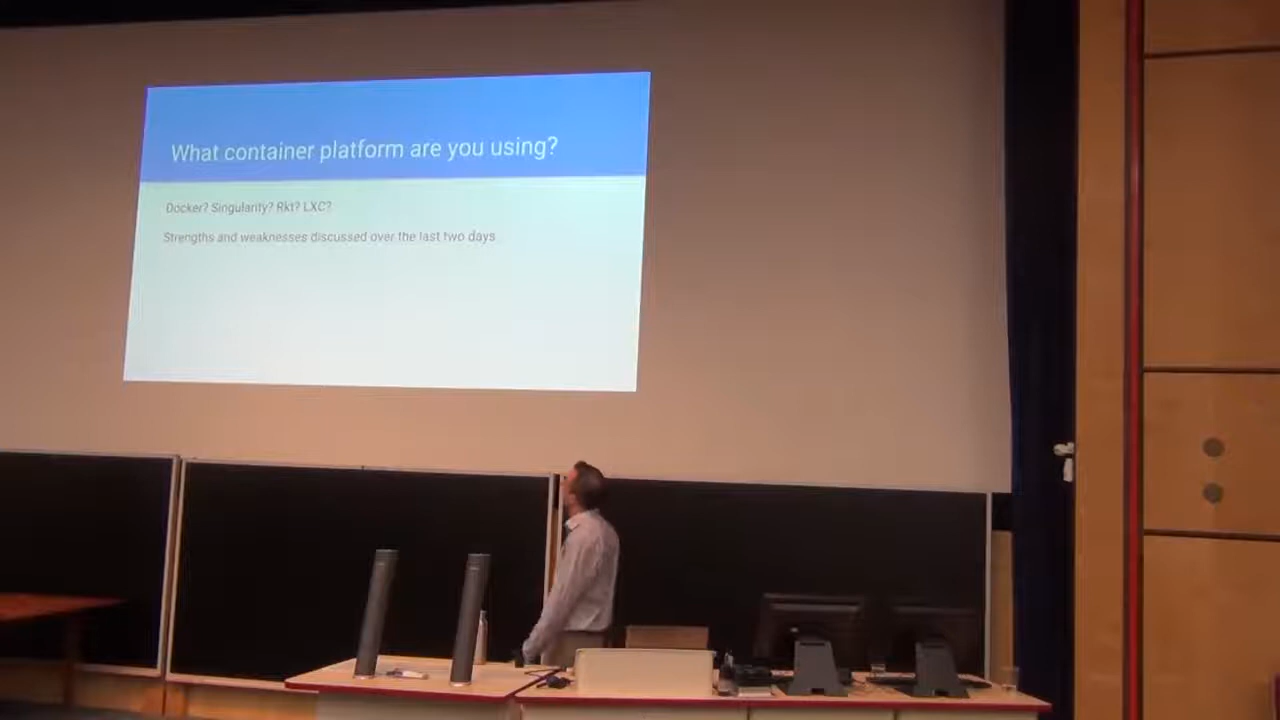 What container platform are you using?
Docker? Singularity? Rkt? LXC?
Strengths and weaknesses discussed over the last two days